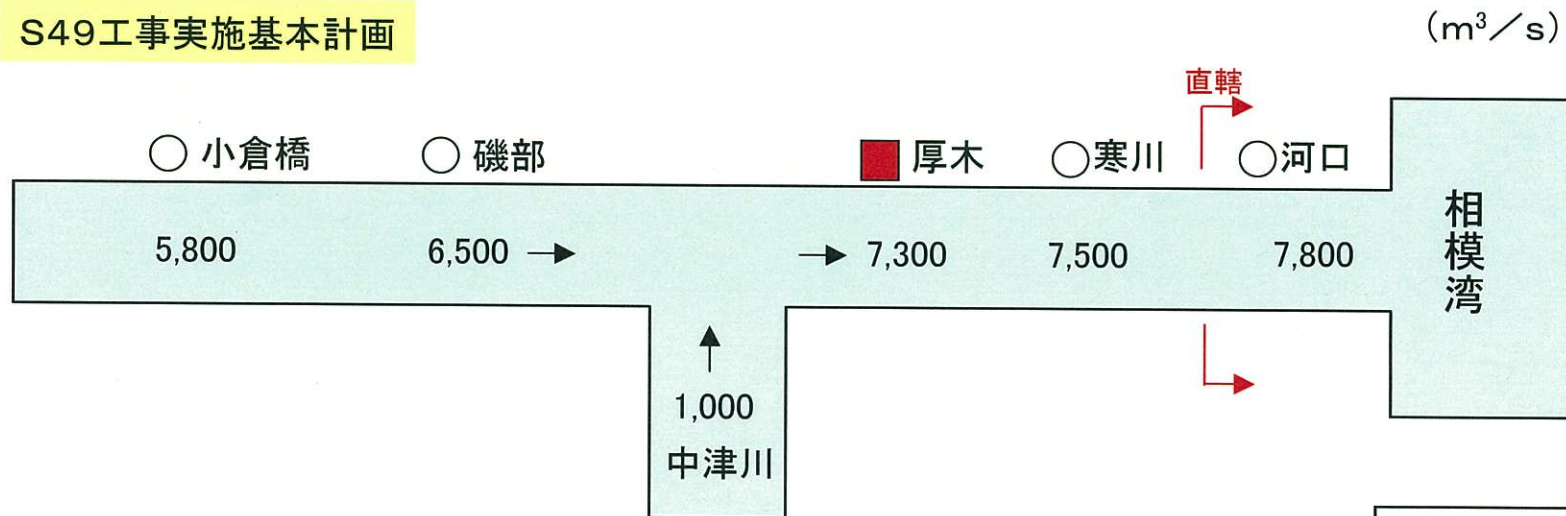 S49工事実施基本計画
(m³/s)
直轄
小倉橋
磯部
厚木
寒川
河口
5,800
6,500
7,300
7,500
7,800
相模湾
1,000
中津川